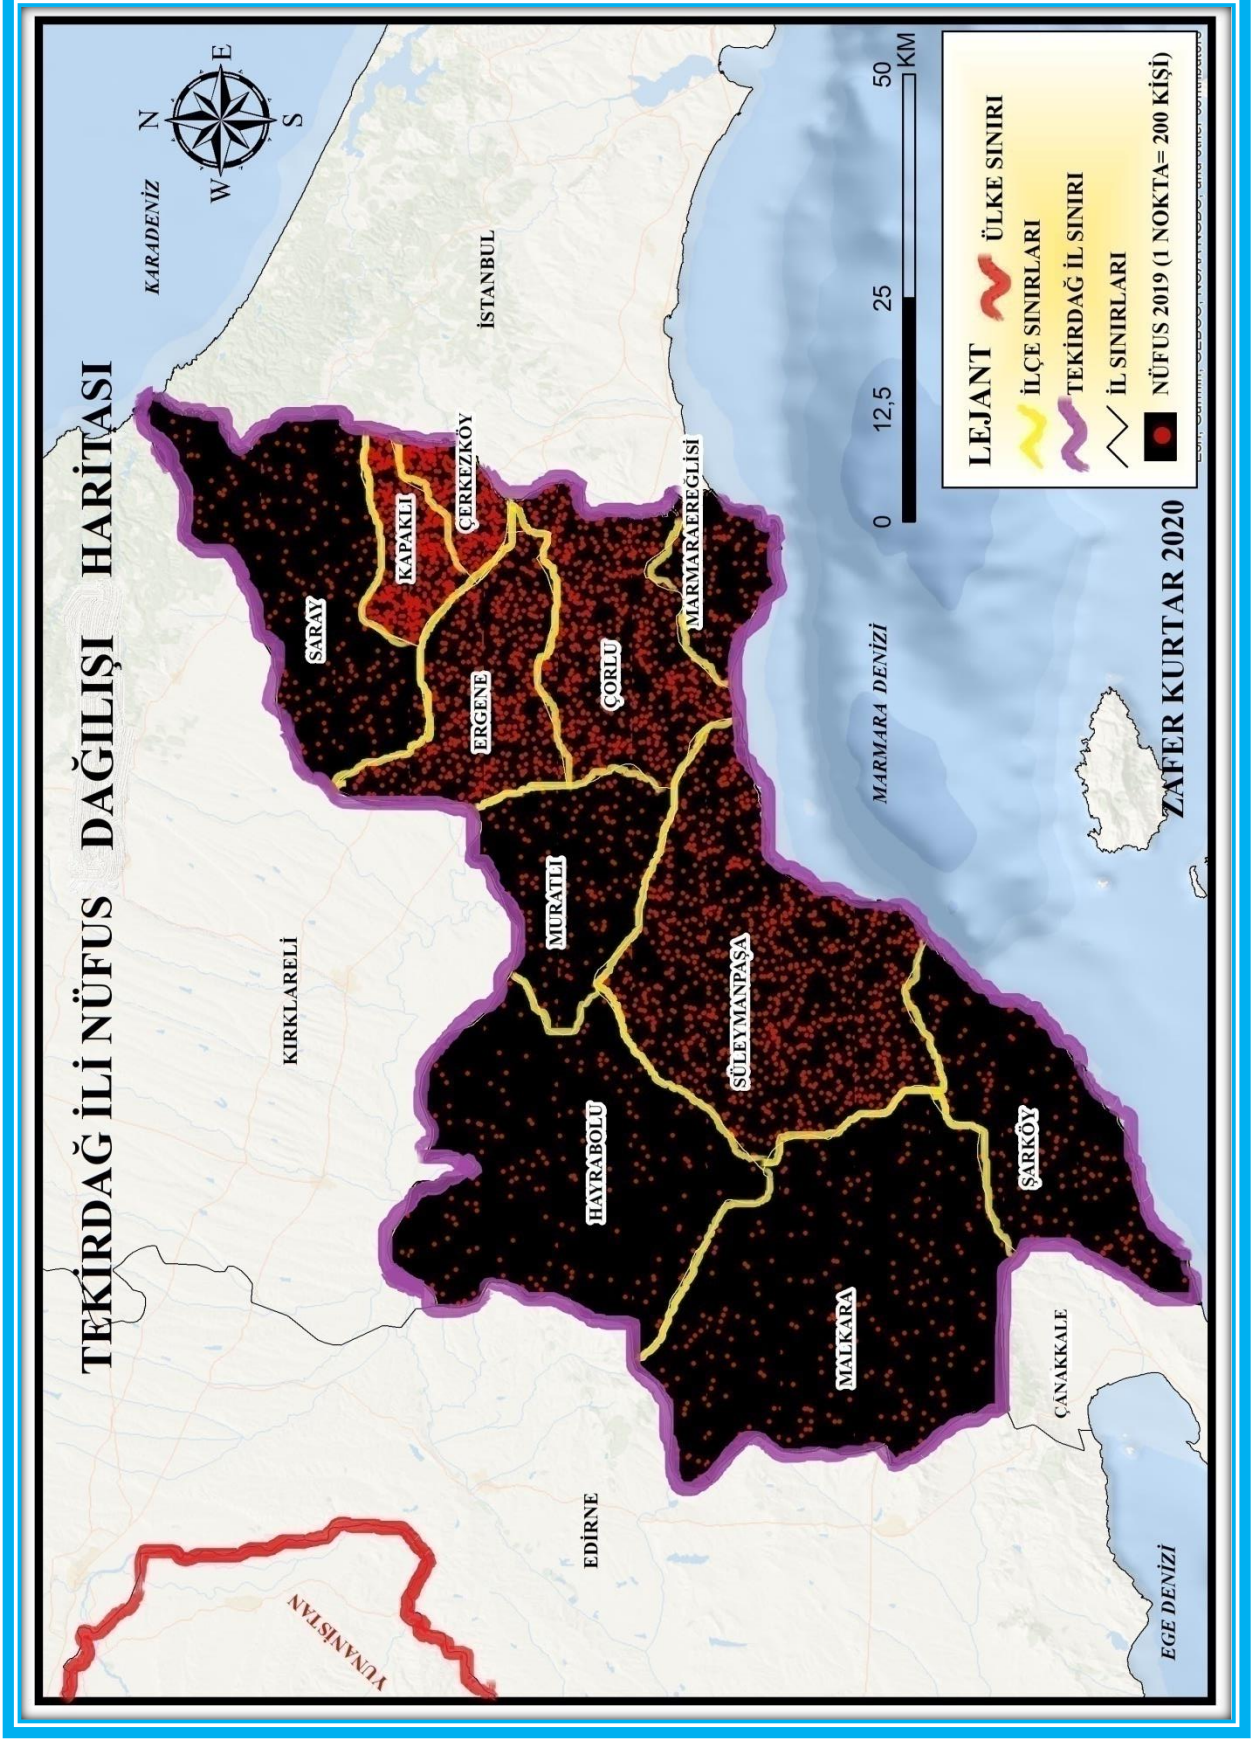 TEKİRDAĞ İLİ NÜFUS DAĞILIŞI HARİTASI
KARADENİZ
N
W
E
S
YUNANİSTAN
KIRKLARELİ
İSTANBUL
EDİRNE
SARAY
KAPAKLI
ÇERKEZKÖY
ERGENE
ÇORLU
MARMARAEREĞLİSİ
MURATLI
HAYRABOLU
SÜLEYMANPAŞA
MALKARA
ŞARKÖY
ÇANAKKALE
MARMARA DENİZİ
EGE DENİZİ
0 12,5 25 50
KM
LEJANT
ÜLKE SINIRI
İLÇE SINIRLARI
TEKİRDAĞ İL SINIRI
İL SINIRLARI
NÜFUS 2019 (1 NOKTA= 200 KİŞİ)
ZAFER KURTAR 2020